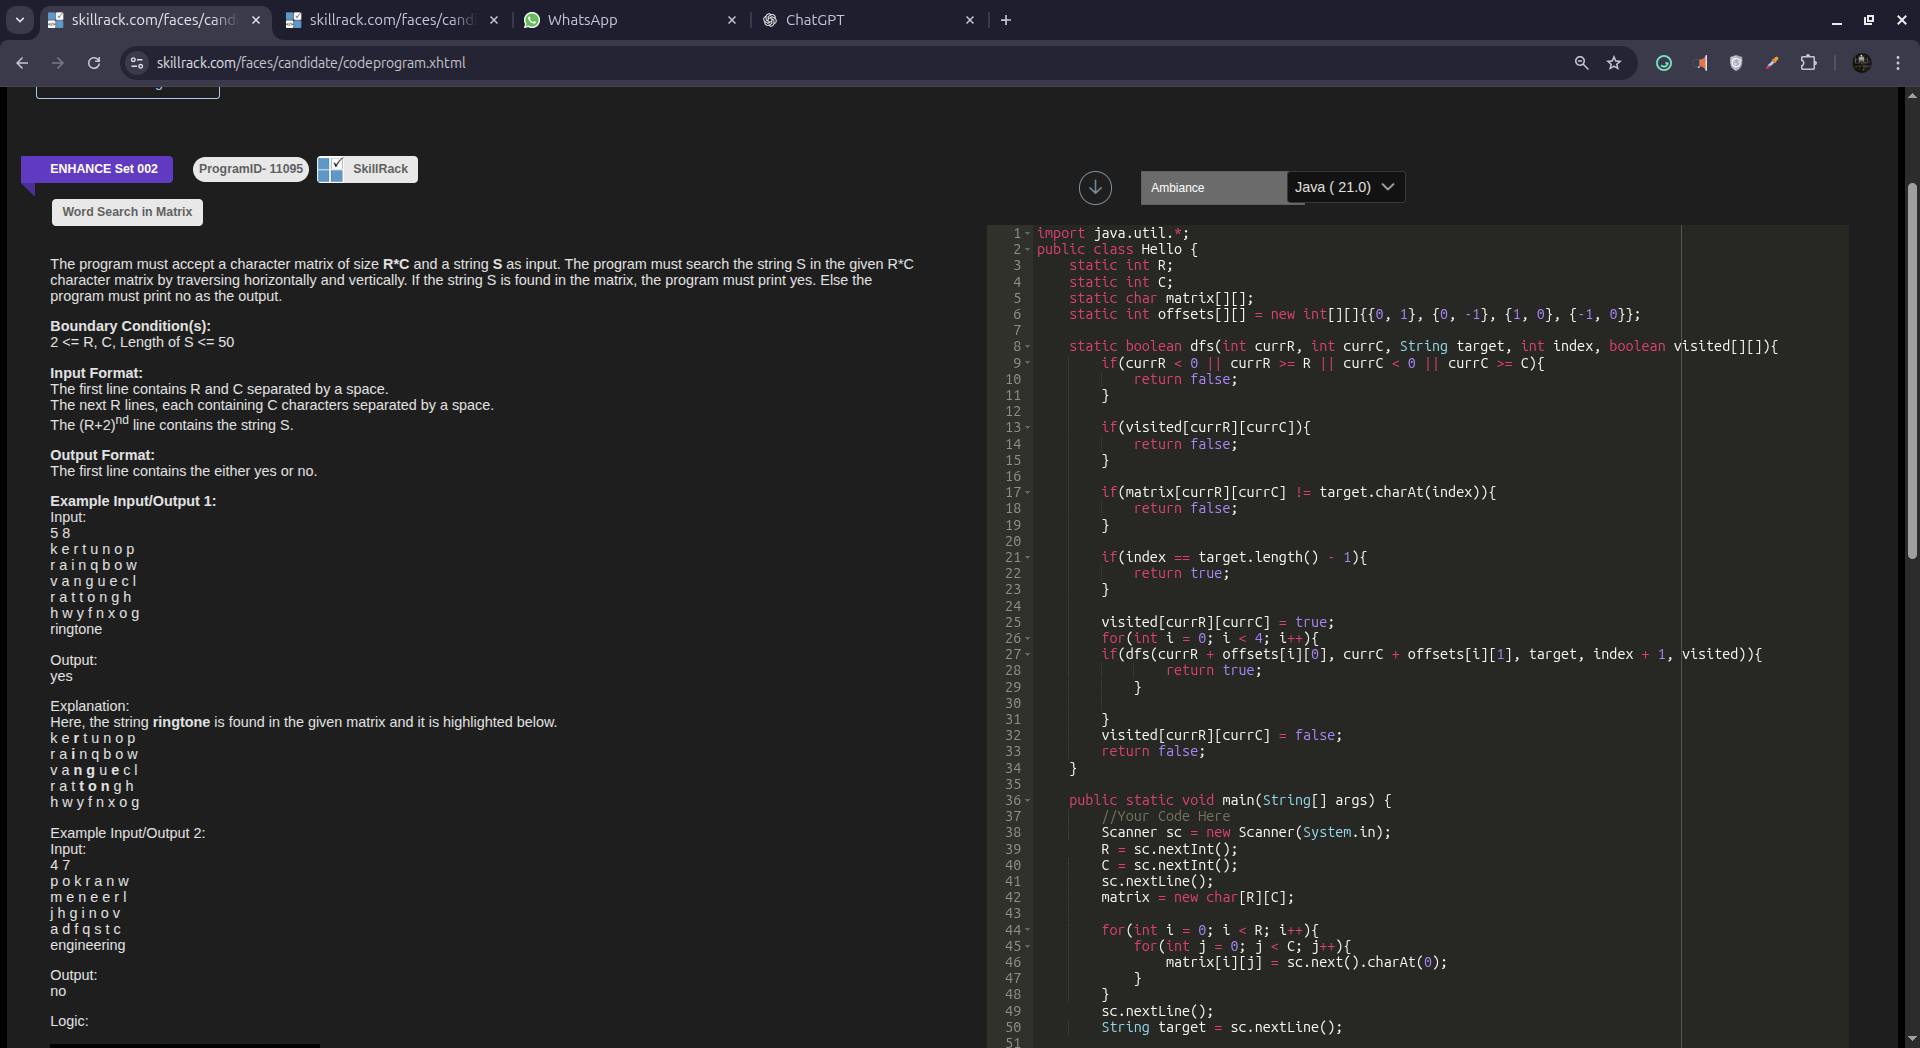 skillrack.com/faces/cand
skillrack.com/faces/cand
WhatsApp
ChatGPT
skillrack.com/faces/candidate/codeprogram.xhtml
ENHANCE Set 002
ProgramID- 11095
SkillRack
Word Search in Matrix
The program must accept a character matrix of size R*C and a string S as input. The program must search the string S in the given R*C
character matrix by traversing horizontally and vertically. If the string S is found in the matrix, the program must print yes. Else the
program must print no as the output.
Boundary Condition(s):
2 <= R, C, Length of S <= 50
Input Format:
The first line contains R and C separated by a space.
The next R lines, each containing C characters separated by a space.
The (R+2)nd line contains the string S.
Output Format:
The first line contains the either yes or no.
Example Input/Output 1:
Input:
5 8
k e r t u n o p
r a i n q b o w
v a n g u e c l
r a t t o n g h
h w y f n x o g
ringtone
Output:
yes
Explanation:
Here, the string ringtone is found in the given matrix and it is highlighted below.
k e r t u n o p
r a i n q b o w
v a n g u e c l
r a t t o n g h
h w y f n x o g
Example Input/Output 2:
Input:
4 7
p o k r a n w
m e n e e r l
j h g i n o v
a d f q s t c
engineering
Output:
no
Logic:
Ambiance
Java ( 21.0)
1 import java.util.*;
2 public class Hello {
3     static int R;
4     static int C;
5     static char matrix[][];
6     static int offsets[][] = new int[][]{{0, 1}, {0, -1}, {1, 0}, {-1, 0}};
7
8     static boolean dfs(int currR, int currC, String target, int index, boolean visited[][]){
9         if(currR < 0 || currR >= R || currC < 0 || currC >= C){
10             return false;
11         }
12
13         if(visited[currR][currC]){
14             return false;
15         }
16
17         if(matrix[currR][currC] != target.charAt(index)){
18             return false;
19         }
20
21         if(index == target.length() - 1){
22             return true;
23         }
24
25         visited[currR][currC] = true;
26         for(int i = 0; i < 4; i++){
27         if(dfs(currR + offsets[i][0], currC + offsets[i][1], target, index + 1, visited)){
28                 return true;
29             }
30
31         }
32         visited[currR][currC] = false;
33         return false;
34     }
35
36     public static void main(String[] args) {
37         //Your Code Here
38         Scanner sc = new Scanner(System.in);
39         R = sc.nextInt();
40         C = sc.nextInt();
41         sc.nextLine();
42         matrix = new char[R][C];
43
44         for(int i = 0; i < R; i++){
45             for(int j = 0; j < C; j++){
46                 matrix[i][j] = sc.next().charAt(0);
47             }
48         }
49         sc.nextLine();
50         String target = sc.nextLine();
51